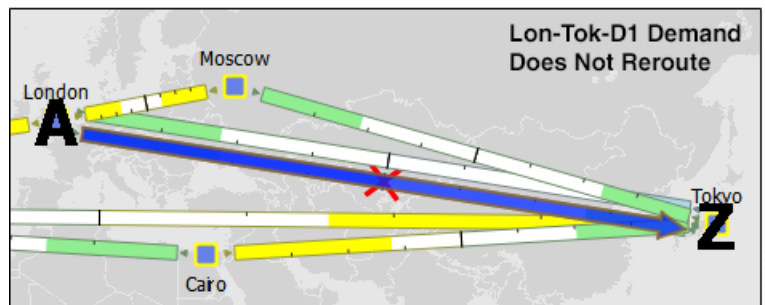 Lon-Tok-D1 Demand
Does Not Reroute
Moscow
London
A
Tokyo
Z
Cairo